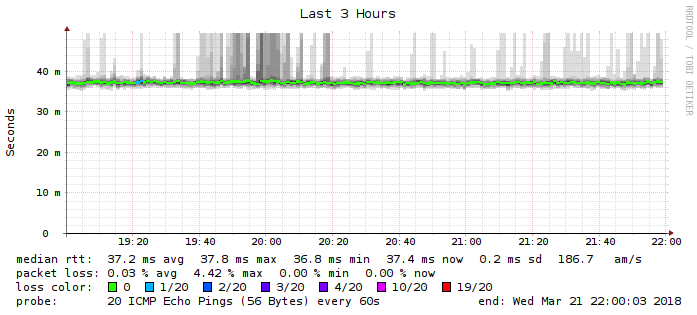 Last 3 Hours
RRDTOOL / TOBI OETIKER
Seconds
40 m
30 m
20 m
10 m
0
19:20 19:40 20:00 20:20 20:40 21:00 21:20 21:40 22:00
median rtt: 37.2 ms avg 37.8 ms max 36.8 ms min 37.4 ms now 0.2 ms sd 186.7 am/s
packet loss: 0.03 % avg 4.42 % max 0.00 % min 0.00 % now
loss color: 0 1/20 2/20 3/20 4/20 10/20 19/20
probe: 20 ICMP Echo Pings (56 Bytes) every 60s end: Wed Mar 21 22:00:03 2018